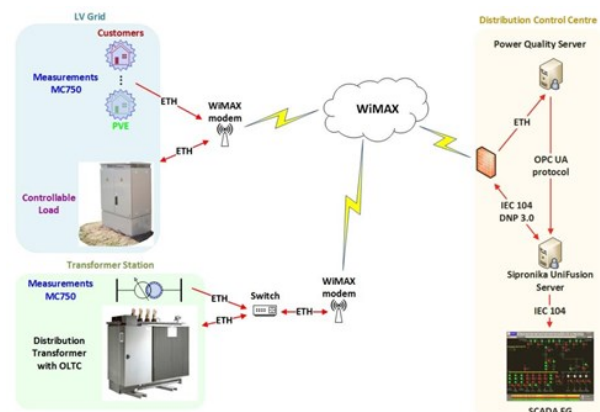 LV Grid
Customers
Measurements
MC750
PVE
ETH
WiMAX
modem
ETH
Controllable
Load
WiMAX
Distribution Control Centre
Power Quality Server
ETH
OPC UA
protocol
IEC 104
DNP 3.0
Sipronika UniFusion
Server
IEC 104
SCADA EG
Transformer Station
Measurements
MC750
ETH
Switch
ETH
ETH
WiMAX
modem
Distribution
Transformer
with OLTC